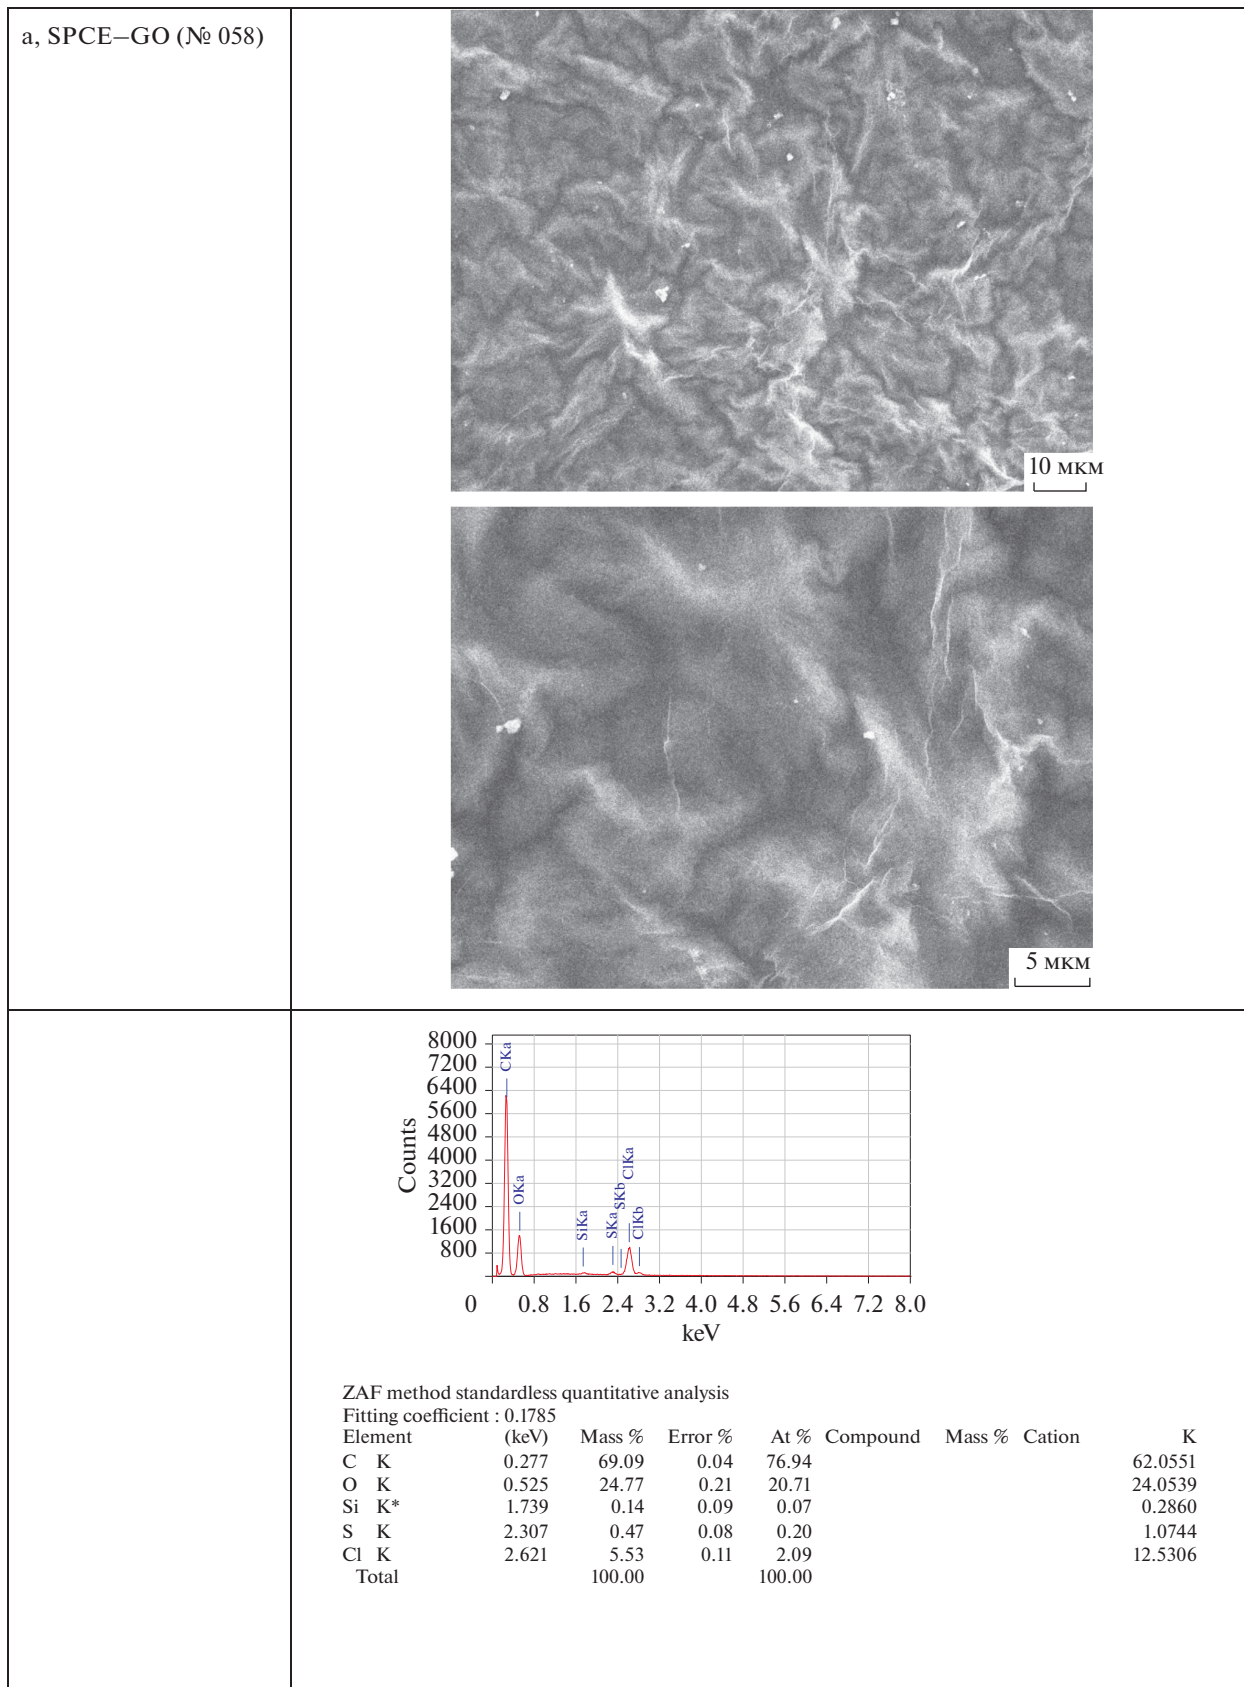 a, SPCE–GO (№ 058)
10 мкм
5 мкм
8000
7200
6400
5600
4800
4000
3200
2400
1600
800
Counts
CKa
OKa
SiKa
SKa
SKb
ClKa
ClKb
0 0.8 1.6 2.4 3.2 4.0 4.8 5.6 6.4 7.2 8.0
keV
ZAF method standardless quantitative analysis
Fitting coefficient : 0.1785
Element (keV) Mass % Error % At % Compound Mass % Cation K
C K 0.277 69.09 0.04 76.94 62.0551
O K 0.525 24.77 0.21 20.71 24.0539
Si K* 1.739 0.14 0.09 0.07 0.2860
S K 2.307 0.47 0.08 0.20 1.0744
Cl K 2.621 5.53 0.11 2.09 12.5306
Total 100.00 100.00